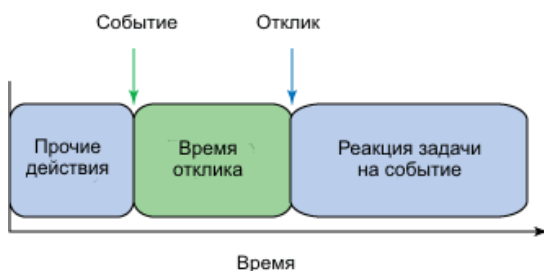 Событие
Отклик
Прочие
действия
Время
отклика
Реакция задачи
на событие
Время